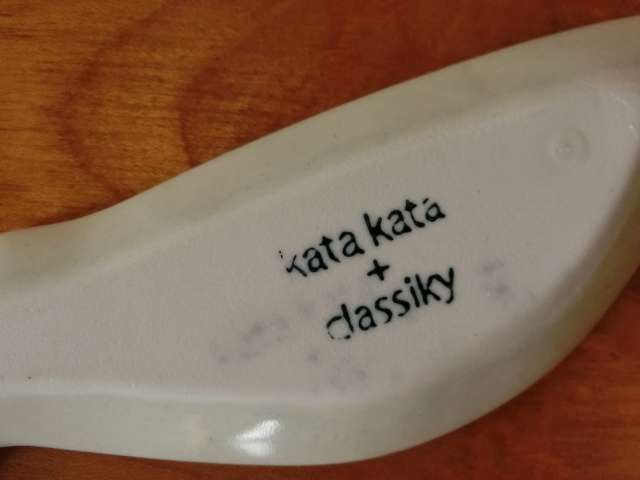 kata kata
+
classiky